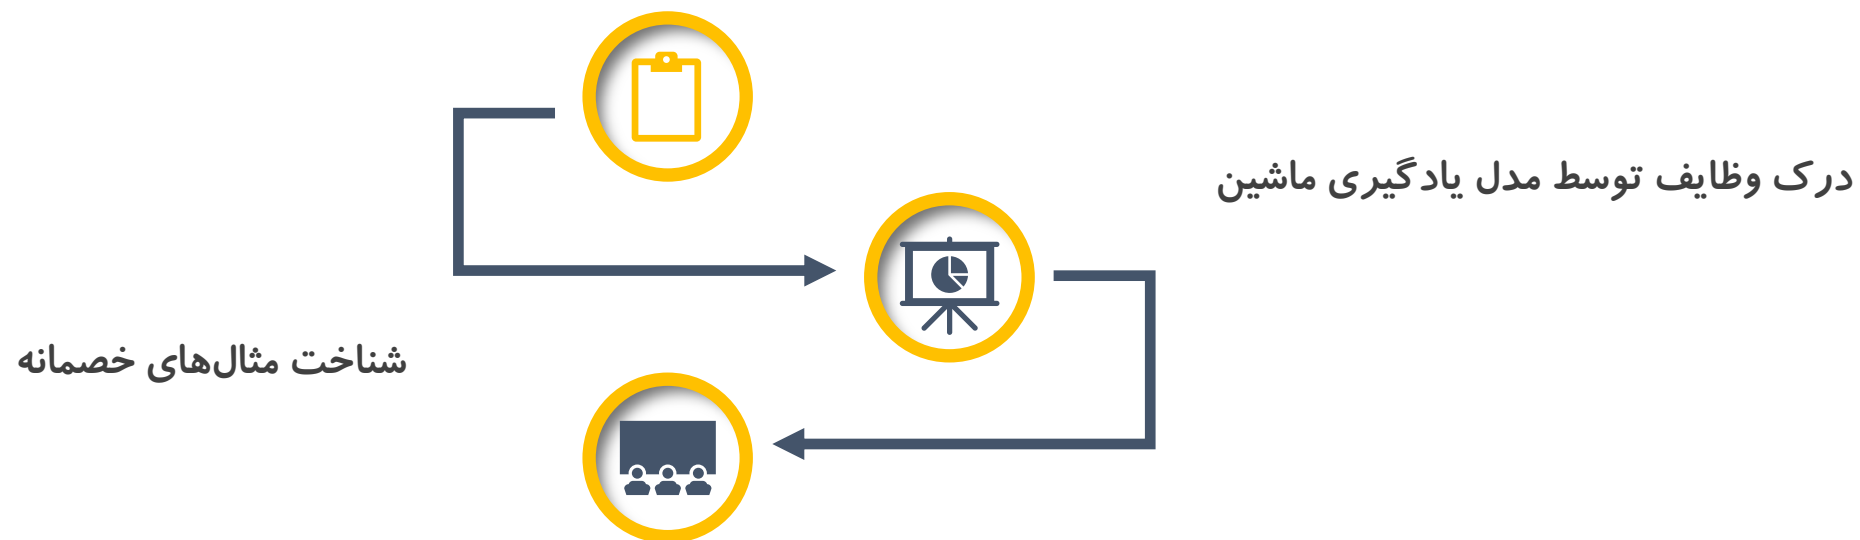 درک وظایف توسط مدل یادگیری ماشین
شناخت مثال‌های خصمانه